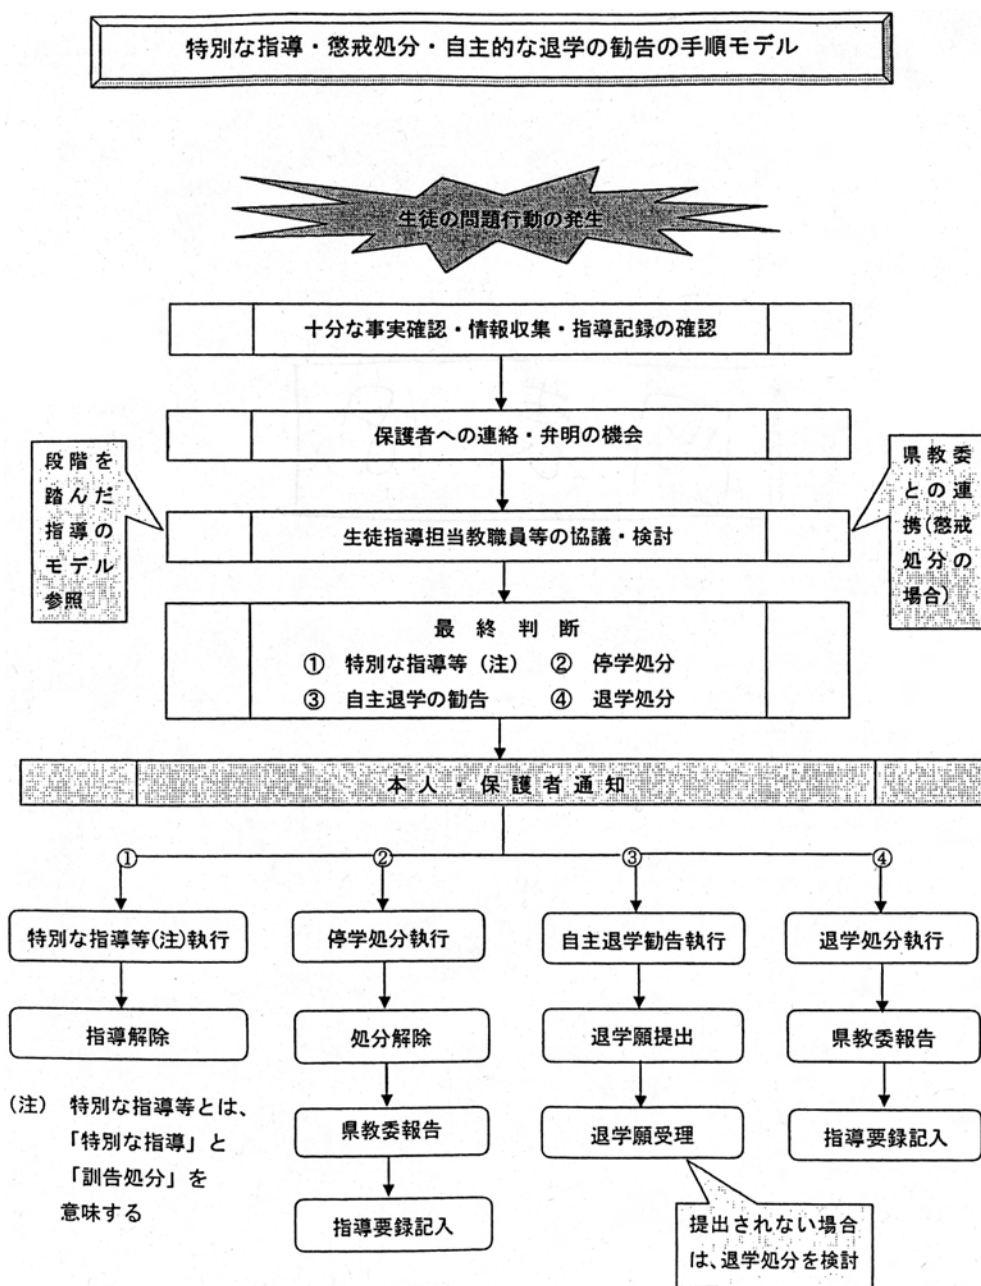 特別な指導・懲戒処分・自主的な退学の勧告の手順モデル
生徒の問題行動の発生
十分な事実確認・情報収集・指導記録の確認
保護者への連絡・弁明の機会
段階を
踏んだ
指導の
モデル
参照
県教委
との連
携(懲戒
処分の
場合)
生徒指導担当教職員等の協議・検討
最終判断
① 特別な指導等(注) ② 停学処分
③ 自主退学の勧告 ④ 退学処分
本人・保護者通知
① ② ③ ④
特別な指導等(注)執行
停学処分執行
自主退学勧告執行
退学処分執行
指導解除
処分解除
退学願提出
県教委報告
(注) 特別な指導等とは、
「特別な指導」と
「訓告処分」を
意味する
県教委報告
退学願受理
指導要録記入
指導要録記入
提出されない場合
は、退学処分を検討